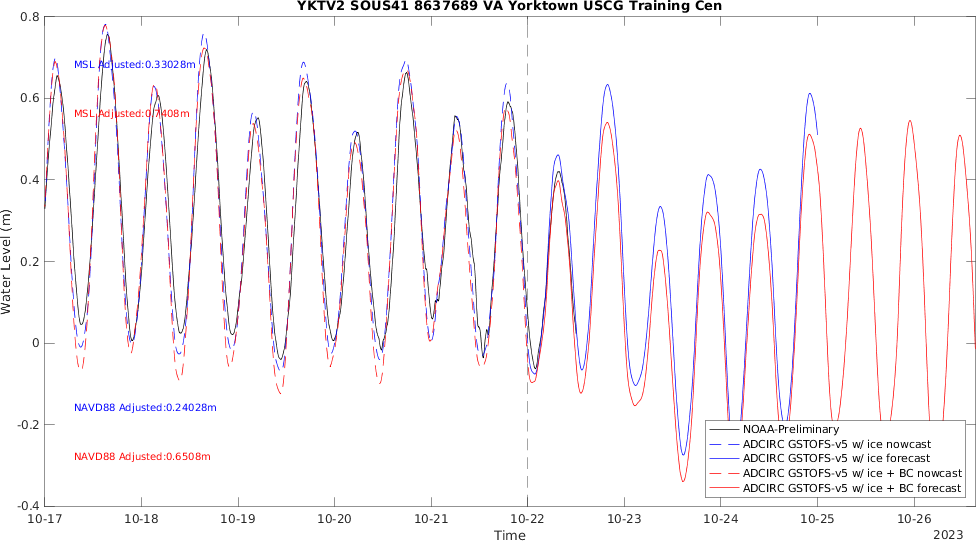 YKTV2 SOUS41 8637689 VA Yorktown USCG Training Cen
0.8
0.6
0.4
0.2
0
-0.2
-0.4
Water Level (m)
MSL Adjusted:0.33028m
MSL Adjusted:0.7408m
NAVD88 Adjusted:0.24028m
NAVD88 Adjusted:0.6508m
NOAA-Preliminary
ADCIRC GSTOFS-v5 w/ ice nowcast
ADCIRC GSTOFS-v5 w/ ice forecast
ADCIRC GSTOFS-v5 w/ ice + BC nowcast
ADCIRC GSTOFS-v5 w/ ice + BC forecast
10-17 10-18 10-19 10-20 10-21 10-22 10-23 10-24 10-25 10-26
Time
2023